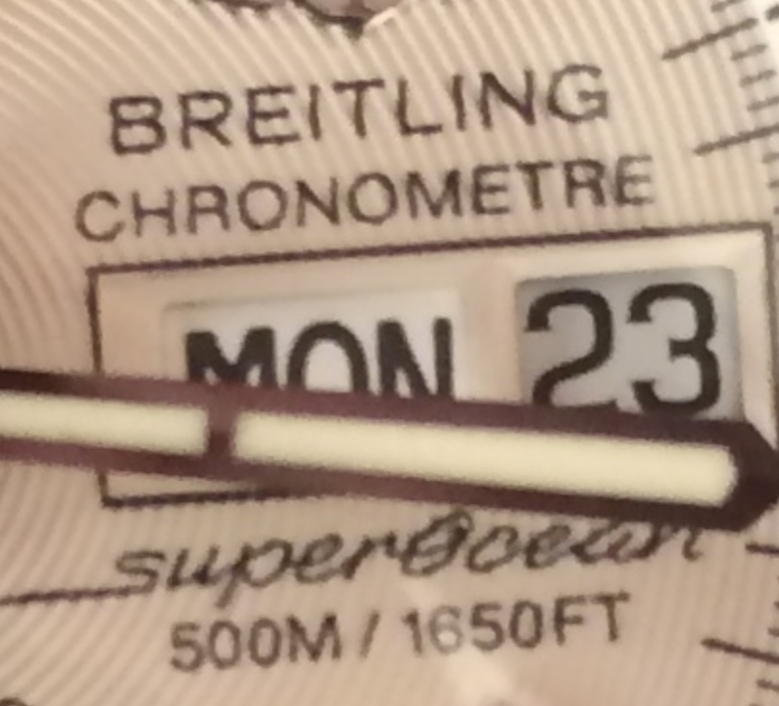 BREITLING
CHRONOMETRE
MON 23
superOcean
500M / 1650FT